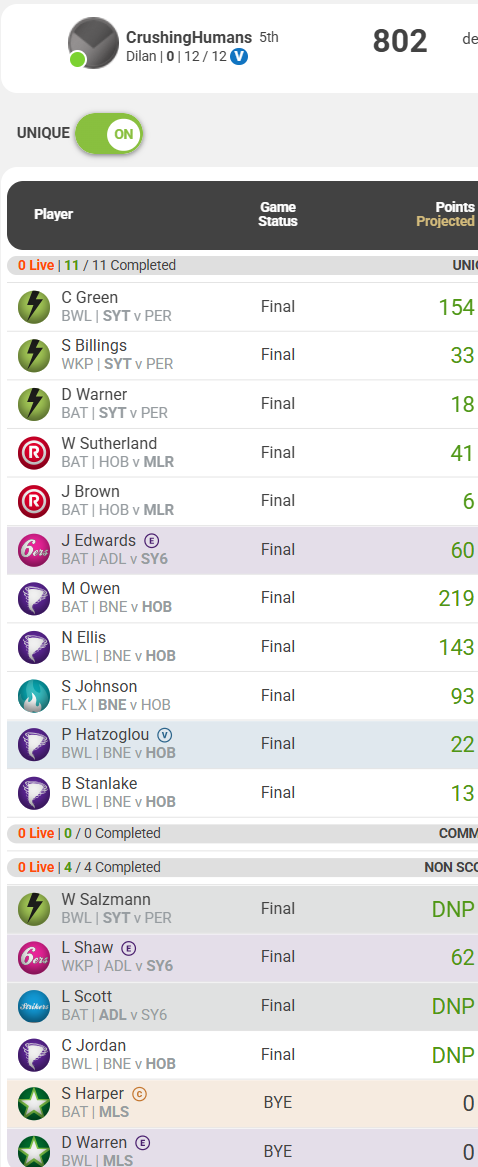 CrushingHumans 5th
802
de
Dilan | 0 | 12 / 12 V
UNIQUE ON
Player
Game
Status
Points
Projected
0 Live | 11 / 11 Completed
UNIQ
C Green
BWL | SYT v PER
Final
154
S Billings
WKP | SYT v PER
Final
33
D Warner
BAT | SYT v PER
Final
18
R
W Sutherland
BAT | HOB v MLR
Final
41
R
J Brown
BAT | HOB v MLR
Final
6
6ers
J Edwards E
BAT | ADL v SY6
Final
60
M Owen
BAT | BNE v HOB
Final
219
N Ellis
BWL | BNE v HOB
Final
143
S Johnson
FLX | BNE v HOB
Final
93
P Hatzoglou V
BWL | BNE v HOB
Final
22
B Stanlake
BWL | BNE v HOB
Final
13
0 Live | 0 / 0 Completed
COMM
0 Live | 4 / 4 Completed
NON SCO
W Salzmann
BWL | SYT v PER
Final
DNP
6ers
L Shaw E
WKP | ADL v SY6
Final
62
Strikers
L Scott
BAT | ADL v SY6
Final
DNP
C Jordan
BWL | BNE v HOB
Final
DNP
S Harper C
BAT | MLS
BYE
0
D Warren E
BWL | MLS
BYE
0